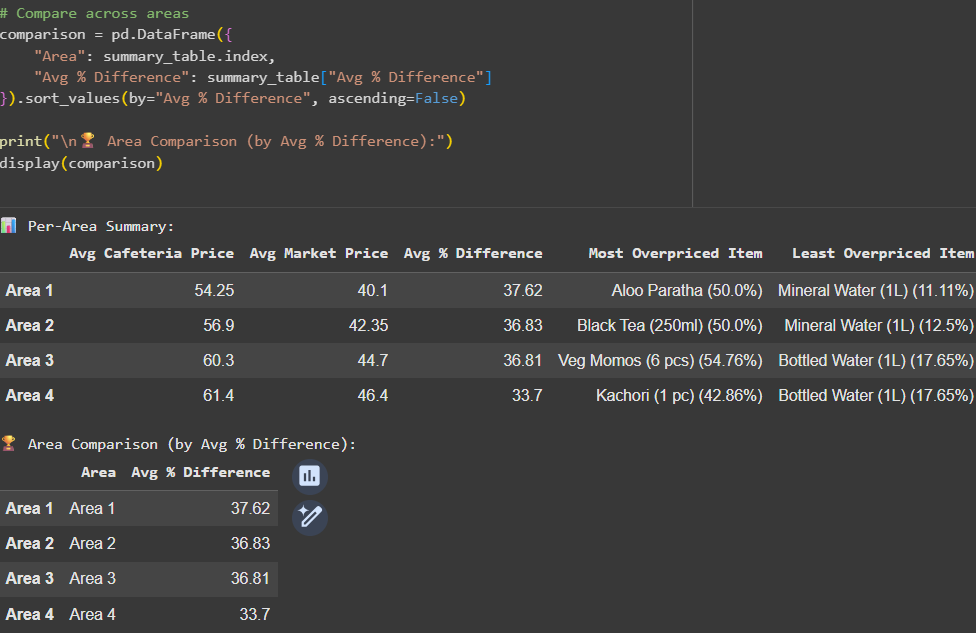 # Compare across areas
comparison = pd.DataFrame({
    "Area": summary_table.index,
    "Avg % Difference": summary_table["Avg % Difference"]
}).sort_values(by="Avg % Difference", ascending=False)
print("\n🏆 Area Comparison (by Avg % Difference):")
display(comparison)
📊 Per-Area Summary:
Avg Cafeteria Price Avg Market Price Avg % Difference Most Overpriced Item Least Overpriced Item
Area 1 54.25 40.1 37.62 Aloo Paratha (50.0%) Mineral Water (1L) (11.11%)
Area 2 56.9 42.35 36.83 Black Tea (250ml) (50.0%) Mineral Water (1L) (12.5%)
Area 3 60.3 44.7 36.81 Veg Momos (6 pcs) (54.76%) Bottled Water (1L) (17.65%)
Area 4 61.4 46.4 33.7 Kachori (1 pc) (42.86%) Bottled Water (1L) (17.65%)
🏆 Area Comparison (by Avg % Difference):
Area Avg % Difference
Area 1 Area 1 37.62
Area 2 Area 2 36.83
Area 3 Area 3 36.81
Area 4 Area 4 33.7